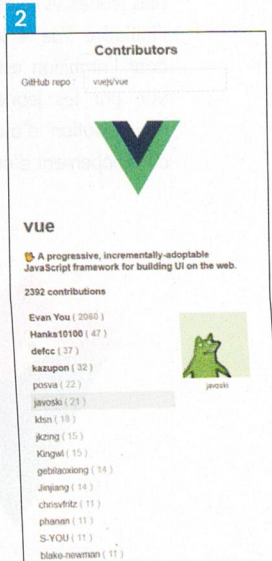 2
Contributors
GitHub repo : vuejs/vue
vue
A progressive, incrementally-adoptable
JavaScript framework for building UI on the web.
2392 contributions
Evan You ( 2060 )
Hanks10100 ( 47 )
defcc ( 37 )
kazupon ( 32 )
posva ( 22 )
javoski ( 21 )
javoski
ktsn ( 18 )
jkzing ( 15 )
Kingwl ( 15 )
gebilaoxiong ( 14 )
Jinjiang ( 14 )
chrisvfritz ( 11 )
phanan ( 11 )
S-YOU ( 11 )
blake-newman ( 11 )